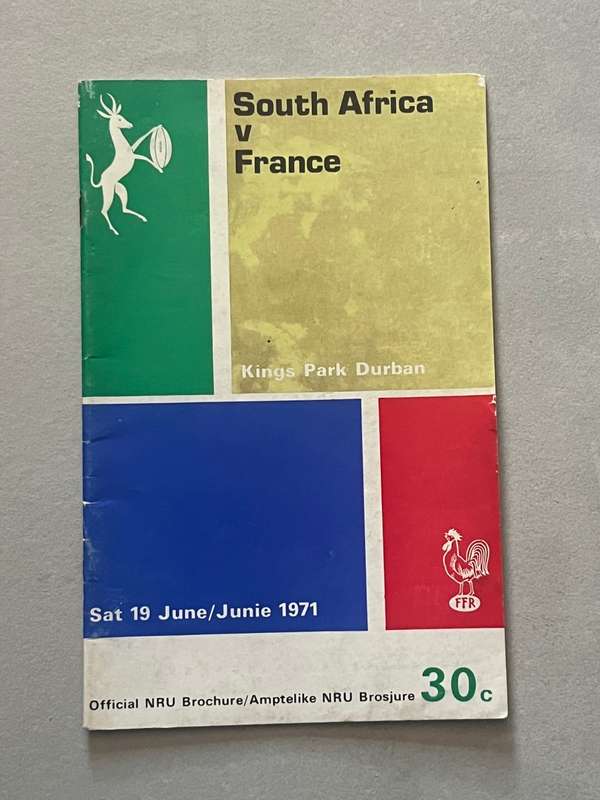 South Africa
v
France
Kings Park Durban
Sat 19 June/Junie 1971
FFR
Official NRU Brochure/Amptelike NRU Brosjure 30c